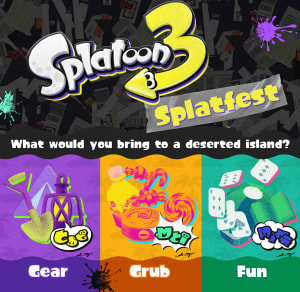 Splatoon 3
Splatfest
What would you bring to a deserted island?
Gear
Grub
Fun